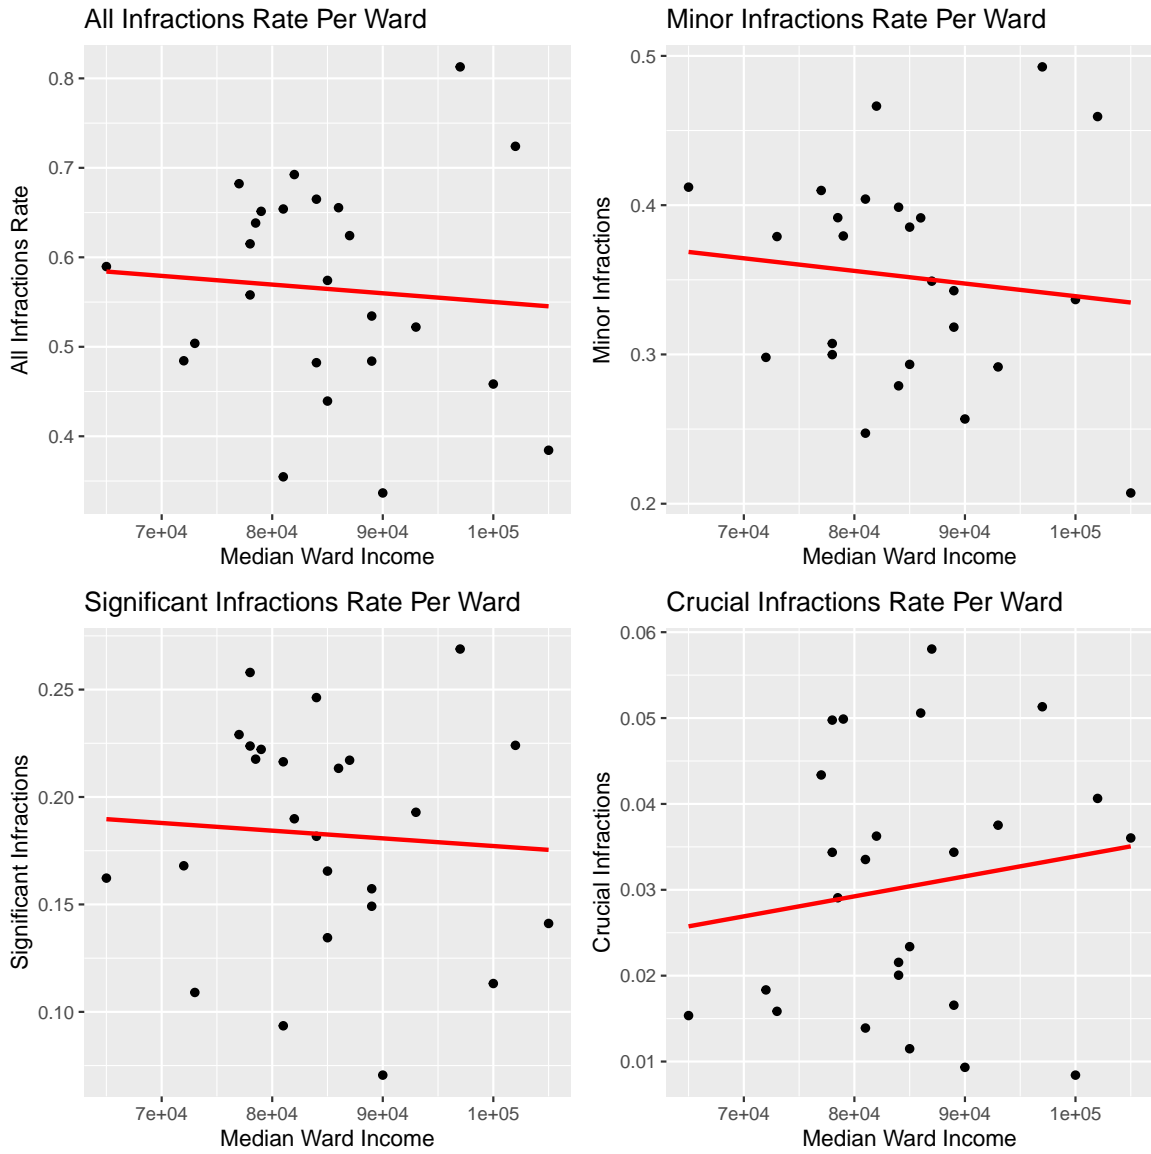 All Infractions Rate Per Ward
All Infractions Rate
0.8
0.7
0.6
0.5
0.4
7e+04 8e+04 9e+04 1e+05
Median Ward Income
Minor Infractions Rate Per Ward
Minor Infractions
0.5
0.4
0.3
0.2
7e+04 8e+04 9e+04 1e+05
Median Ward Income
Significant Infractions Rate Per Ward
Significant Infractions
0.25
0.20
0.15
0.10
7e+04 8e+04 9e+04 1e+05
Median Ward Income
Crucial Infractions Rate Per Ward
Crucial Infractions
0.06
0.05
0.04
0.03
0.02
0.01
7e+04 8e+04 9e+04 1e+05
Median Ward Income